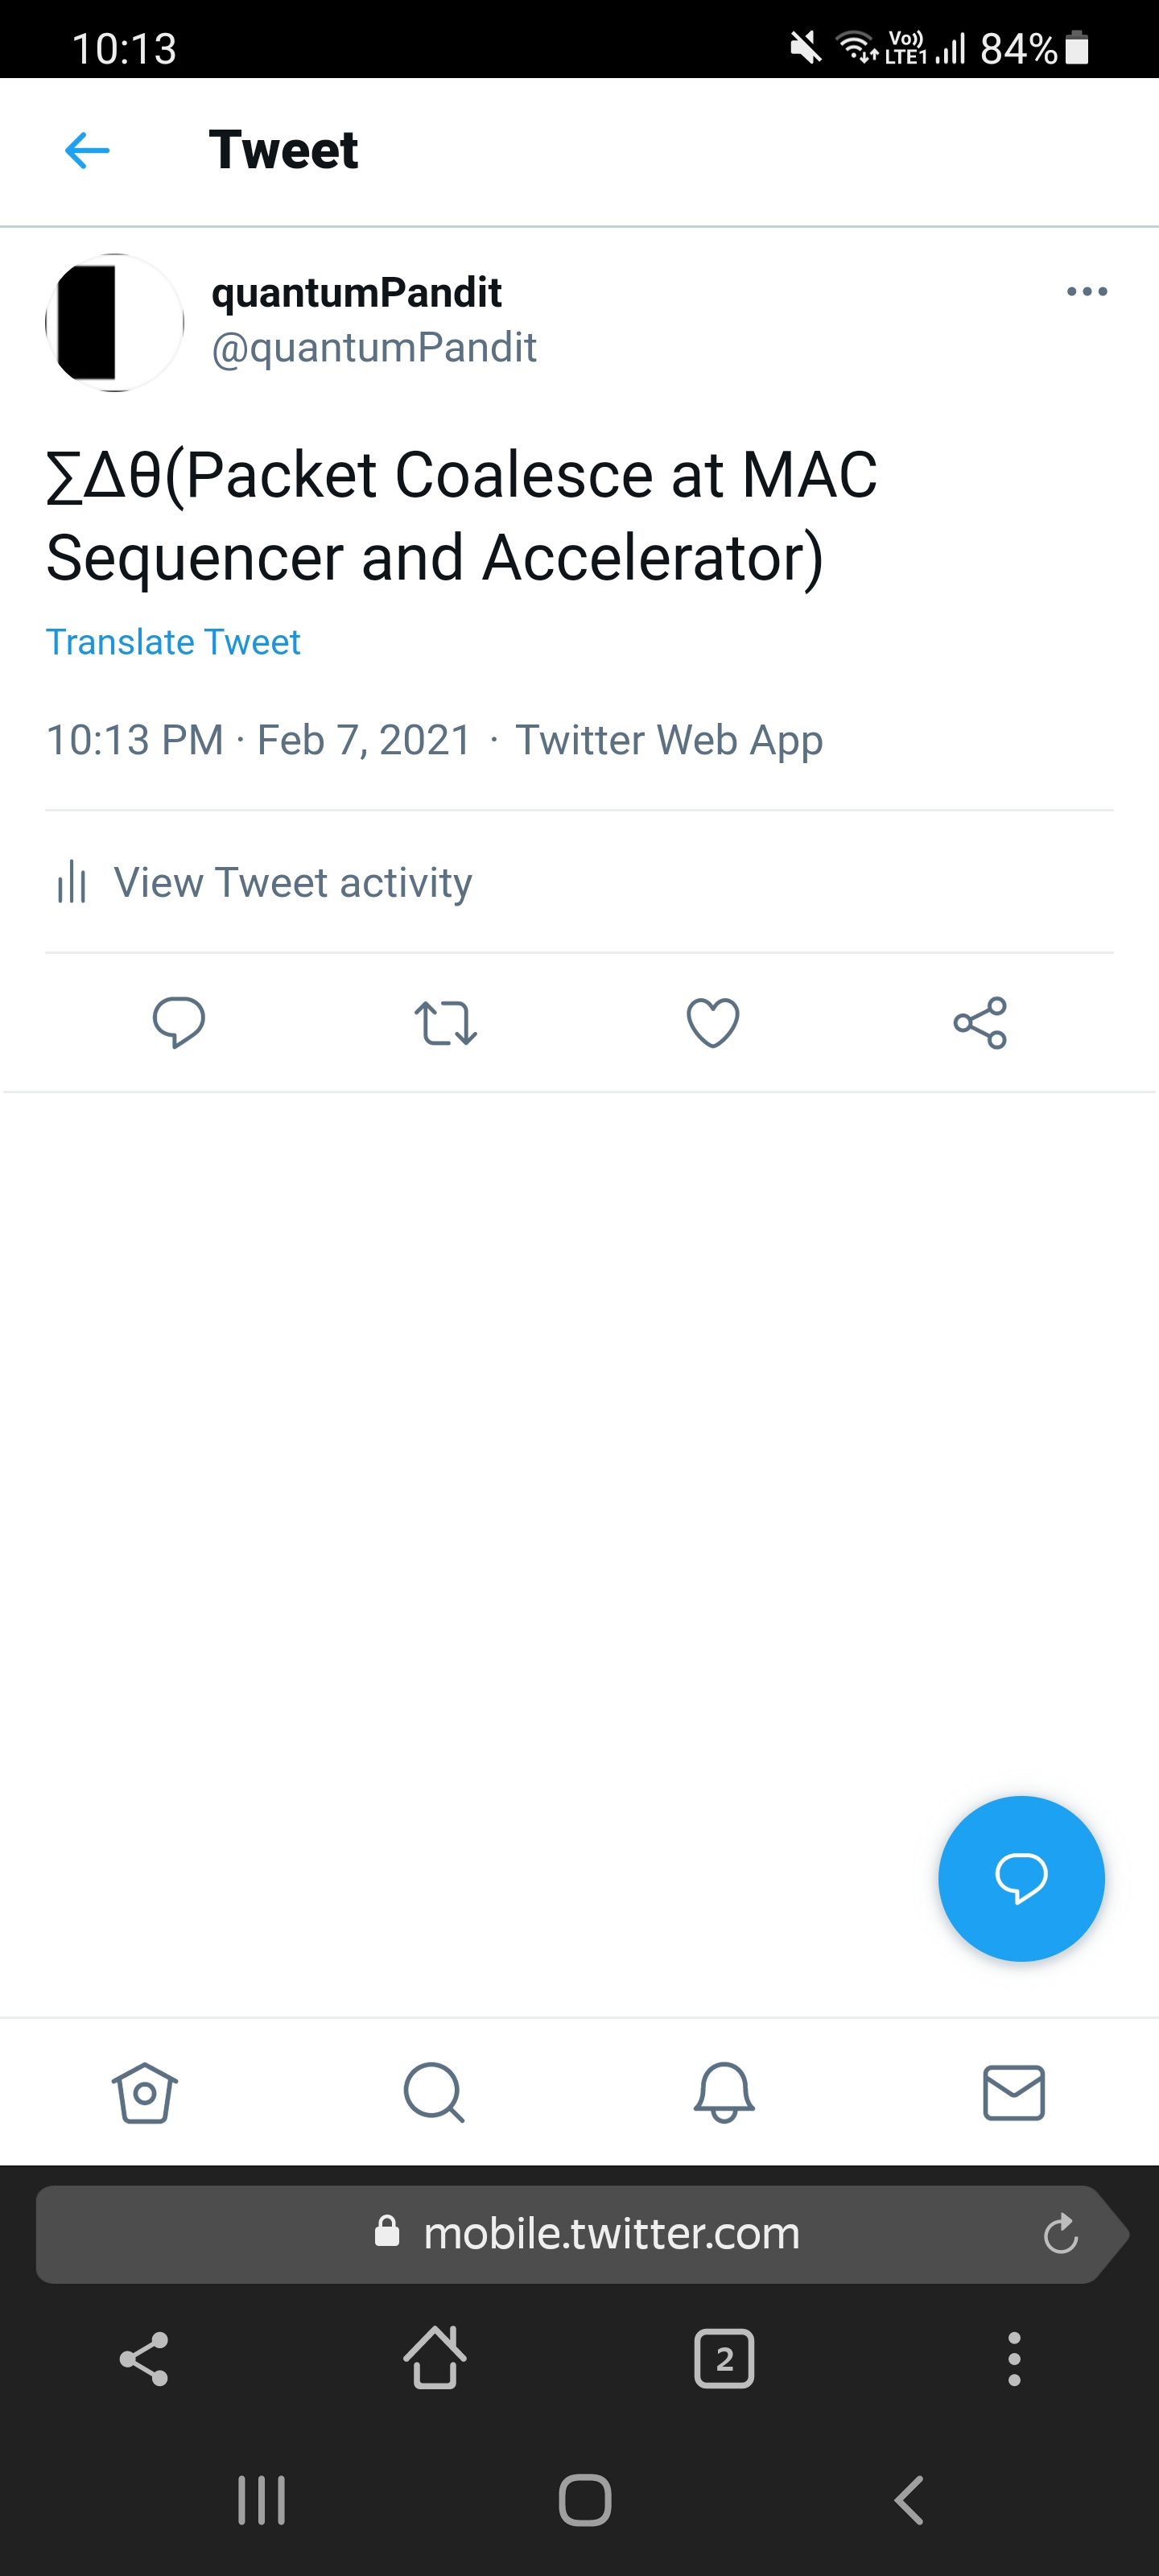 10:13
Vo)) LTE1 84%
Tweet
quantumPandit
@quantumPandit
∑Δθ(Packet Coalesce at MAC
Sequencer and Accelerator)
Translate Tweet
10:13 PM · Feb 7, 2021 · Twitter Web App
View Tweet activity
mobile.twitter.com
2